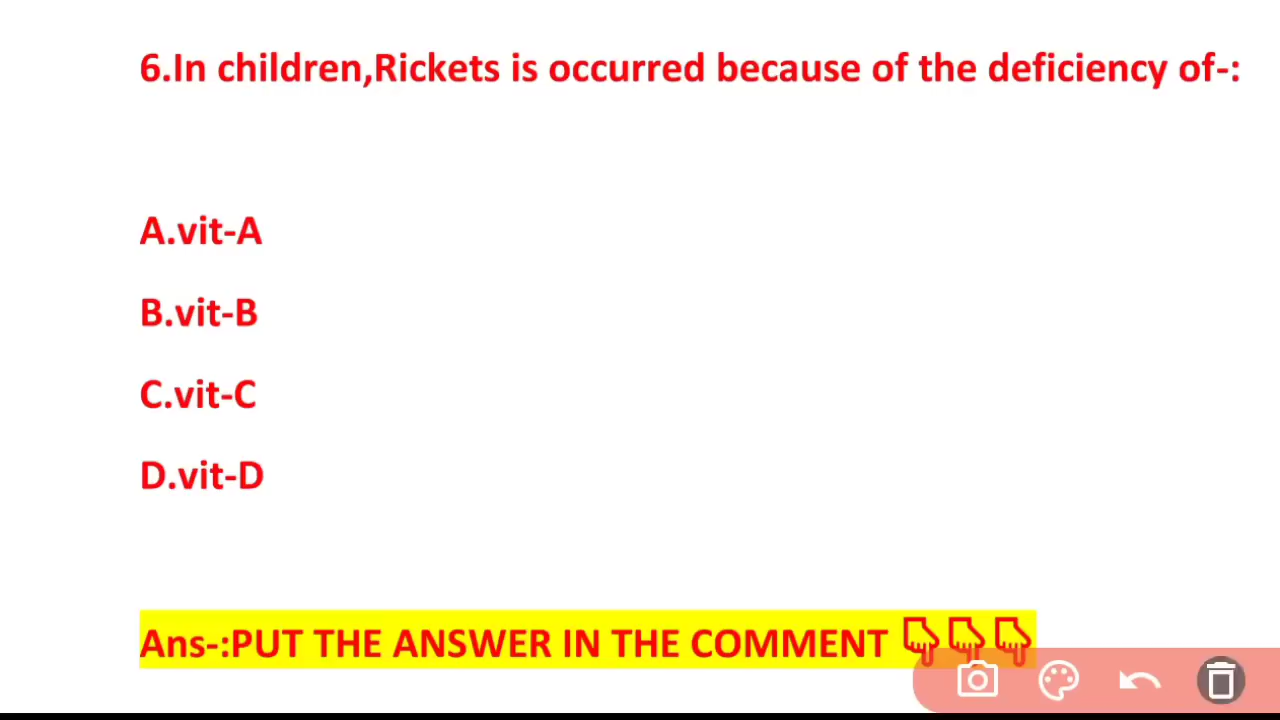 6.In children,Rickets is occurred because of the deficiency of-:
A.vit-A
B.vit-B
C.vit-C
D.vit-D
Ans-:PUT THE ANSWER IN THE COMMENT 👇👇👇